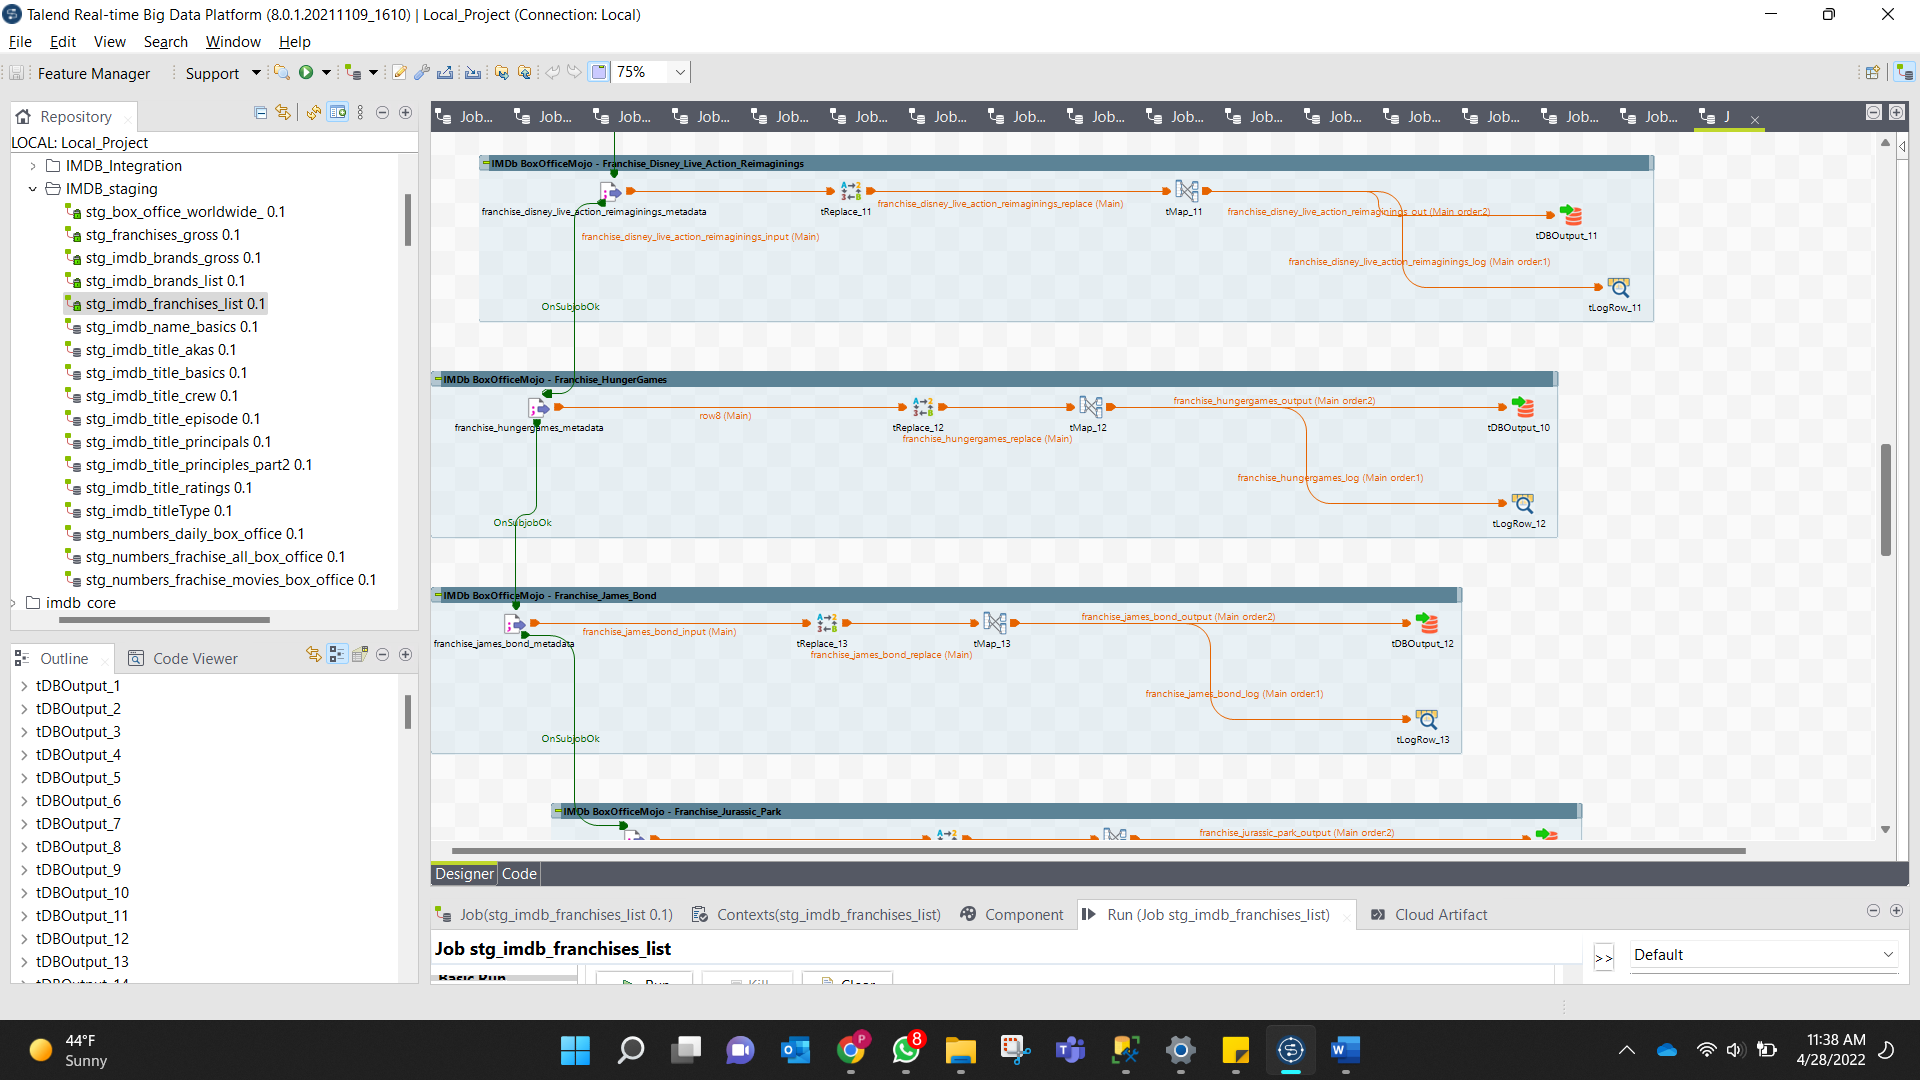 Talend Real-time Big Data Platform (8.0.1.20211109_1610) | Local_Project (Connection: Local)
File Edit View Search Window Help
Feature Manager Support 75%
Repository
LOCAL: Local_Project
IMDB_Integration
IMDB_staging
stg_box_office_worldwide_ 0.1
stg_franchises_gross 0.1
stg_imdb_brands_gross 0.1
stg_imdb_brands_list 0.1
stg_imdb_franchises_list 0.1
stg_imdb_name_basics 0.1
stg_imdb_title_akas 0.1
stg_imdb_title_basics 0.1
stg_imdb_title_crew 0.1
stg_imdb_title_episode 0.1
stg_imdb_title_principals 0.1
stg_imdb_title_principles_part2 0.1
stg_imdb_title_ratings 0.1
stg_imdb_titleType 0.1
stg_numbers_daily_box_office 0.1
stg_numbers_frachise_all_box_office 0.1
stg_numbers_frachise_movies_box_office 0.1
imdb core
Outline Code Viewer
tDBOutput_1
tDBOutput_2
tDBOutput_3
tDBOutput_4
tDBOutput_5
tDBOutput_6
tDBOutput_7
tDBOutput_8
tDBOutput_9
tDBOutput_10
tDBOutput_11
tDBOutput_12
tDBOutput_13
tDBOutput_14
Job... Job... Job... Job... Job... Job... Job... Job... Job... Job... Job... Job... Job... Job... Job... Job... J
IMDb BoxOfficeMojo - Franchise_Disney_Live_Action_Reimaginings
franchise_disney_live_action_reimaginings_metadata
franchise_disney_live_action_reimaginings_input (Main)
tReplace_11
franchise_disney_live_action_reimaginings_replace (Main)
tMap_11
franchise_disney_live_action_reimaginings_out (Main order:2)
tDBOutput_11
franchise_disney_live_action_reimaginings_log (Main order:1)
tLogRow_11
OnSubjobOk
IMDb BoxOfficeMojo - Franchise_HungerGames
franchise_hungergames_metadata
row8 (Main)
tReplace_12
franchise_hungergames_replace (Main)
tMap_12
franchise_hungergames_output (Main order:2)
tDBOutput_10
franchise_hungergames_log (Main order:1)
tLogRow_12
OnSubjobOk
IMDb BoxOfficeMojo - Franchise_James_Bond
franchise_james_bond_metadata
franchise_james_bond_input (Main)
tReplace_13
franchise_james_bond_replace (Main)
tMap_13
franchise_james_bond_output (Main order:2)
tDBOutput_12
franchise_james_bond_log (Main order:1)
tLogRow_13
OnSubjobOk
IMDb BoxOfficeMojo - Franchise_Jurassic_Park
franchise_jurassic_park_output (Main order:2)
Designer Code
Job(stg_imdb_franchises_list 0.1) Contexts(stg_imdb_franchises_list) Component Run (Job stg_imdb_franchises_list) Cloud Artifact
Job stg_imdb_franchises_list
Basic Run Run Kill Clear
>> Default
44°F
Sunny
P
8
11:38 AM
4/28/2022